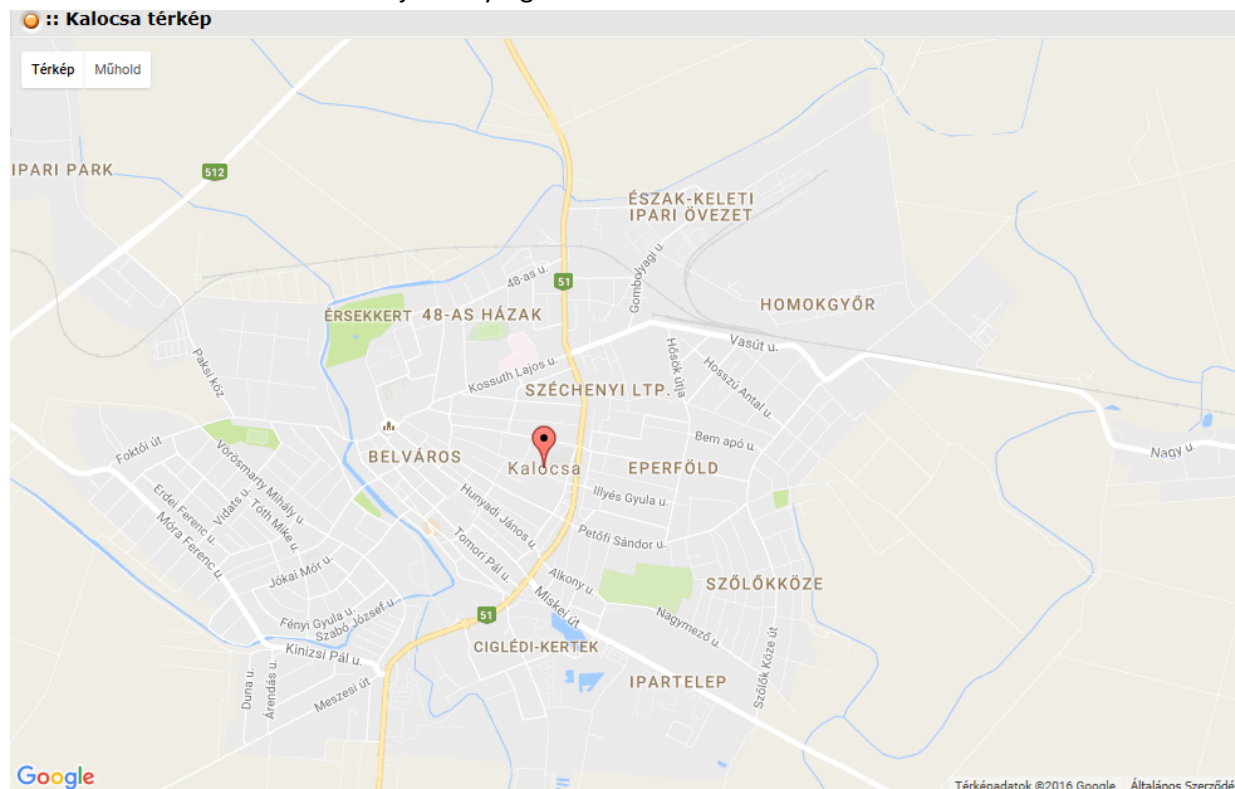 :: Kalocsa térkép
Térkép Műhold
IPARI PARK
512
ÉSZAK-KELETI
IPARI ÖVEZET
Gombolyagi u.
48-as u.
51
HOMOKGYŐR
ÉRSEKKERT
48-AS HÁZAK
Paksi köz
Kossuth Lajos u.
Vasút u.
Hősök útja
Hosszú Antal u.
SZÉCHENYI LTP.
Bem apó u.
Nagy u.
Foktői út
Vörösmarty Mihály u.
BELVÁROS
Kalocsa
EPERFÖLD
Illyés Gyula u.
Erdei Ferenc u.
Vidats u.
Tóth Mike u.
Móra Ferenc u.
Hunyadi János u.
Tomori Pál u.
Petőfi Sándor u.
Jókai Mór u.
Alkony u.
SZŐLŐKKÖZE
Miskei út
Nagymező u.
Fényi Gyula u.
Szabó József u.
51
CIGLÉDI-KERTEK
Kinizsi Pál u.
Szőlők Köze út
Duna u.
Árendás u.
Meszesi út
IPARTELEP
Google
Térképadatok ©2016 Google Általános Szerződé